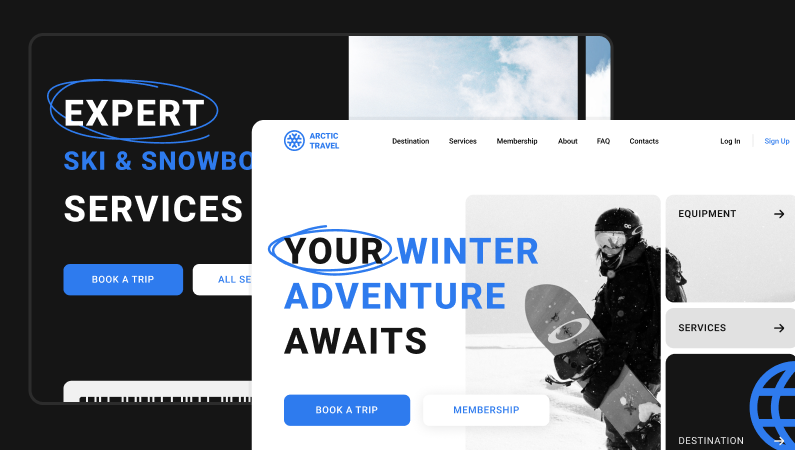 EXPERT
SKI & SNOWBO
SERVICES
BOOK A TRIP
ALL SE
ARCTIC
TRAVEL
Destination Services Membership About FAQ Contacts Log In Sign Up
YOUR WINTER
ADVENTURE
AWAITS
BOOK A TRIP
MEMBERSHIP
EQUIPMENT
SERVICES
DESTINATION